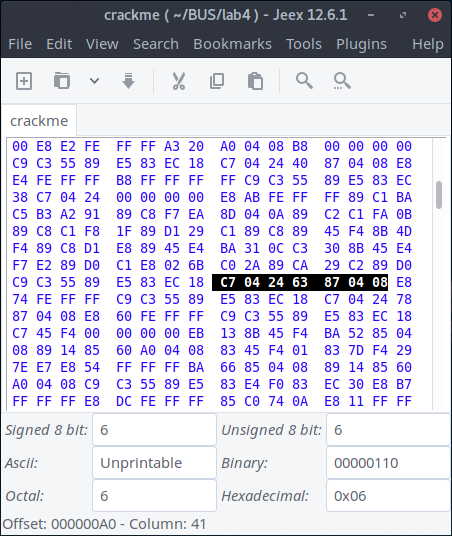 crackme ( ~/BUS/lab4 ) - Jeex 12.6.1
File Edit View Search Bookmarks Tools Plugins Help
crackme
00 E8 E2 FE FF FF A3 20 A0 04 08 B8 00 00 00 00
C9 C3 55 89 E5 83 EC 18 C7 04 24 40 87 04 08 E8
E4 FE FF FF B8 FF FF FF FF C9 C3 55 89 E5 83 EC
38 C7 04 24 00 00 00 00 E8 AB FE FF FF 89 C1 BA
C5 B3 A2 91 89 C8 F7 EA 8D 04 0A 89 C2 C1 FA 0B
89 C8 C1 F8 1F 89 D1 29 C1 89 C8 89 45 F4 8B 4D
F4 89 C8 D1 E8 89 45 E4 BA 31 0C C3 30 8B 45 E4
F7 E2 89 D0 C1 E8 02 6B C0 2A 89 CA 29 C2 89 D0
C9 C3 55 89 E5 83 EC 18 C7 04 24 63 87 04 08 E8
74 FE FF FF C9 C3 55 89 E5 83 EC 18 C7 04 24 78
87 04 08 E8 60 FE FF FF C9 C3 55 89 E5 83 EC 18
C7 45 F4 00 00 00 00 EB 13 8B 45 F4 BA 52 85 04
08 89 14 85 60 A0 04 08 83 45 F4 01 83 7D F4 29
7E E7 E8 54 FF FF FF BA 66 85 04 08 89 14 85 60
A0 04 08 C9 C3 55 89 E5 83 E4 F0 83 EC 30 E8 B7
FF FF FF E8 DC FE FF FF 85 C0 74 0A E8 11 FF FF
Signed 8 bit: 6 Unsigned 8 bit: 6
Ascii: Unprintable Binary: 00000110
Octal: 6 Hexadecimal: 0x06
Offset: 000000A0 - Column: 41